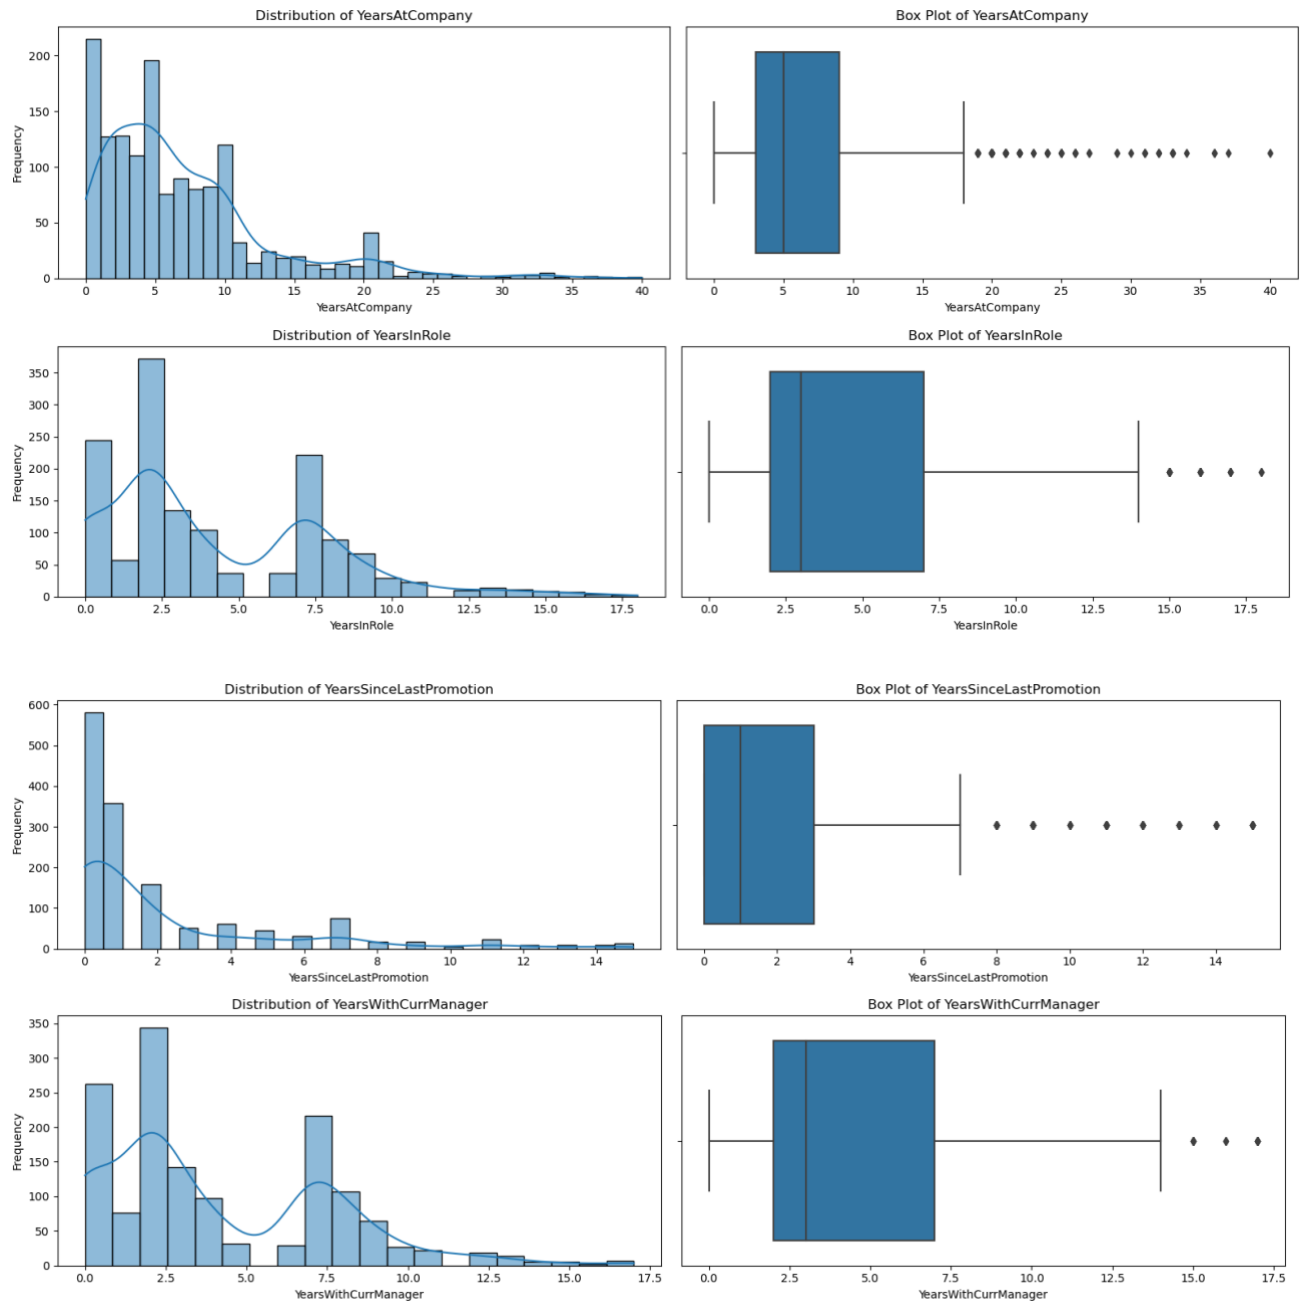 Distribution of YearsAtCompany
Box Plot of YearsAtCompany
Frequency
200
150
100
50
0
0 5 10 15 20 25 30 35 40
YearsAtCompany
0 5 10 15 20 25 30 35 40
YearsAtCompany
Distribution of YearsInRole
Box Plot of YearsInRole
Frequency
350
300
250
200
150
100
50
0
0.0 2.5 5.0 7.5 10.0 12.5 15.0 17.5
YearsInRole
0.0 2.5 5.0 7.5 10.0 12.5 15.0 17.5
YearsInRole
Distribution of YearsSinceLastPromotion
Box Plot of YearsSinceLastPromotion
Frequency
600
500
400
300
200
100
0
0 2 4 6 8 10 12 14
YearsSinceLastPromotion
0 2 4 6 8 10 12 14
YearsSinceLastPromotion
Distribution of YearsWithCurrManager
Box Plot of YearsWithCurrManager
Frequency
350
300
250
200
150
100
50
0
0.0 2.5 5.0 7.5 10.0 12.5 15.0 17.5
YearsWithCurrManager
0.0 2.5 5.0 7.5 10.0 12.5 15.0 17.5
YearsWithCurrManager